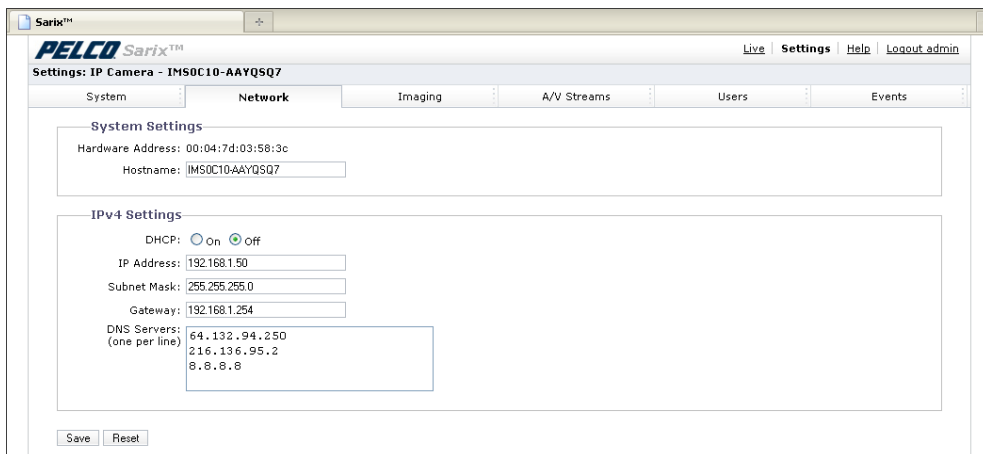 Sarix™
PELCO Sarix™
Live Settings Help Logout admin
Settings: IP Camera - IMS0C10-AAYQSQ7
System Network Imaging A/V Streams Users Events
System Settings
Hardware Address: 00:04:7d:03:58:3c
Hostname: IMS0C10-AAYQSQ7
IPv4 Settings
DHCP: On Off
IP Address: 192.168.1.50
Subnet Mask: 255.255.255.0
Gateway: 192.168.1.254
DNS Servers:
(one per line)
64.132.94.250
216.136.95.2
8.8.8.8
Save Reset